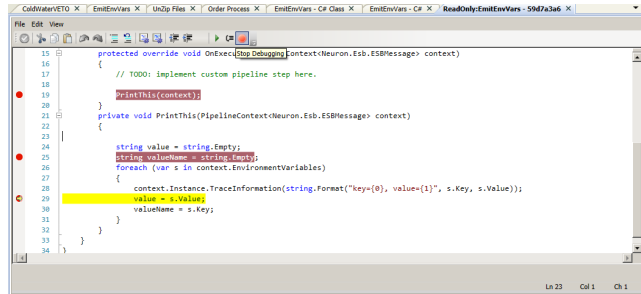 ColdWaterVETO X EmitEnvVars X UnZip Files X Order Process X EmitEnvVars - C# Class X EmitEnvVars - C# X ReadOnly:EmitEnvVars - 59d7a3a6 X
File Edit View
15 protected override void OnExecu Stop Debugging Context<Neuron.Esb.ESBMessage> context)
16 {
17 // TODO: implement custom pipeline step here.
18
19 PrintThis(context);
20 }
21 private void PrintThis(PipelineContext<Neuron.Esb.ESBMessage> context)
22 {
23
24 string value = string.Empty;
25 string valueName = string.Empty;
26 foreach (var s in context.EnvironmentVariables)
27 {
28 context.Instance.TraceInformation(string.Format("key={0}, value={1}", s.Key, s.Value));
29 value = s.Value;
30 valueName = s.Key;
31 }
32 }
33 }
34 }
Ln 23 Col 1 Ch 1